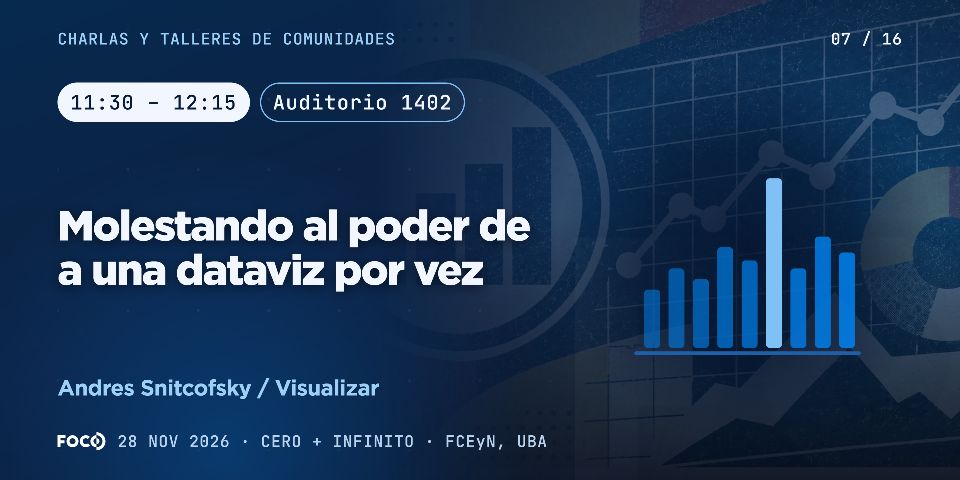 CHARLAS Y TALLERES DE COMUNIDADES
07 / 16
11:30 – 12:15
Auditorio 1402
Molestando al poder de
a una dataviz por vez
Andres Snitcofsky / Visualizar
FOCO 28 NOV 2026 · CERO + INFINITO · FCEyN, UBA